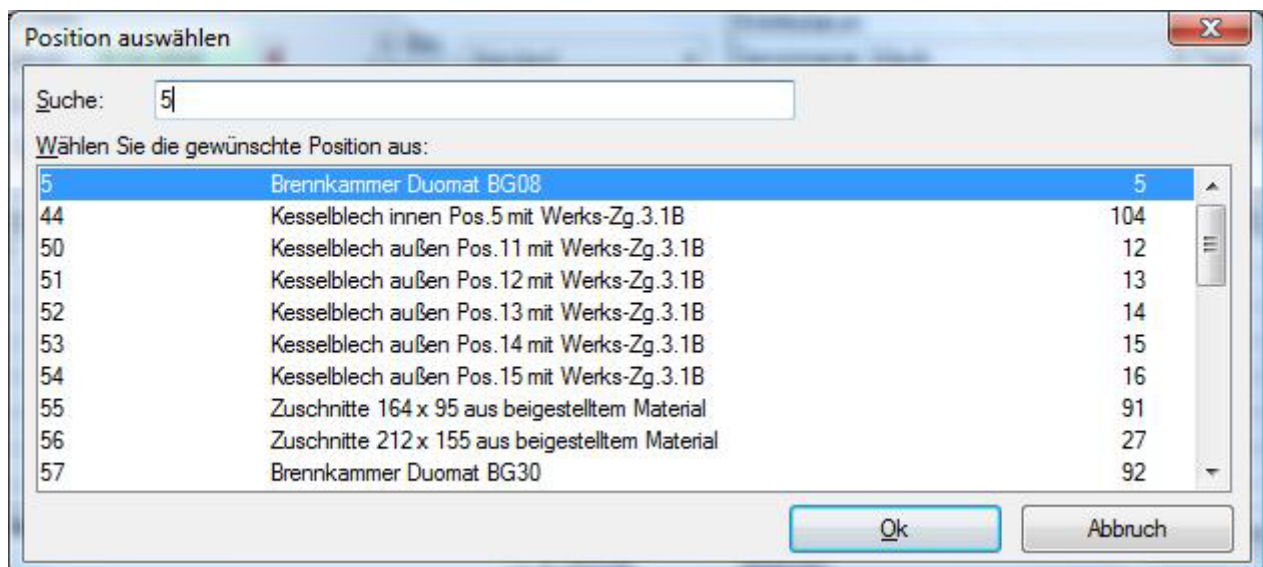 Position auswählen
Suche: 5
Wählen Sie die gewünschte Position aus:
5 Brennkammer Duomat BG08 5
44 Kesselblech innen Pos.5 mit Werks-Zg.3.1B 104
50 Kesselblech außen Pos.11 mit Werks-Zg.3.1B 12
51 Kesselblech außen Pos.12 mit Werks-Zg.3.1B 13
52 Kesselblech außen Pos.13 mit Werks-Zg.3.1B 14
53 Kesselblech außen Pos.14 mit Werks-Zg.3.1B 15
54 Kesselblech außen Pos.15 mit Werks-Zg.3.1B 16
55 Zuschnitte 164 x 95 aus beigestelltem Material 91
56 Zuschnitte 212 x 155 aus beigestelltem Material 27
57 Brennkammer Duomat BG30 92
Ok Abbruch